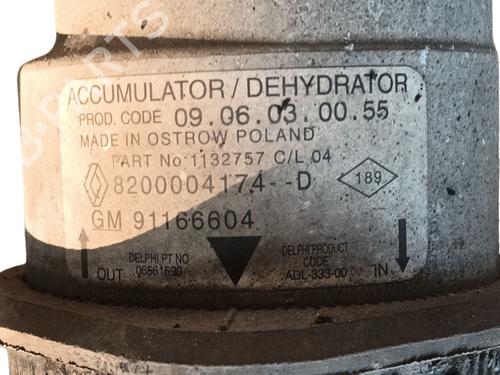 ACCUMULATOR / DEHYDRATOR
PROD. CODE 09.06.03.00.55
MADE IN OSTROW POLAND
PART No 1132757 C/L 04
8200004174--D 189
GM 91166604
DELPHI PT NO
06561590
DELPHI PRODUCT
CODE
ADL-333-00
OUT
IN